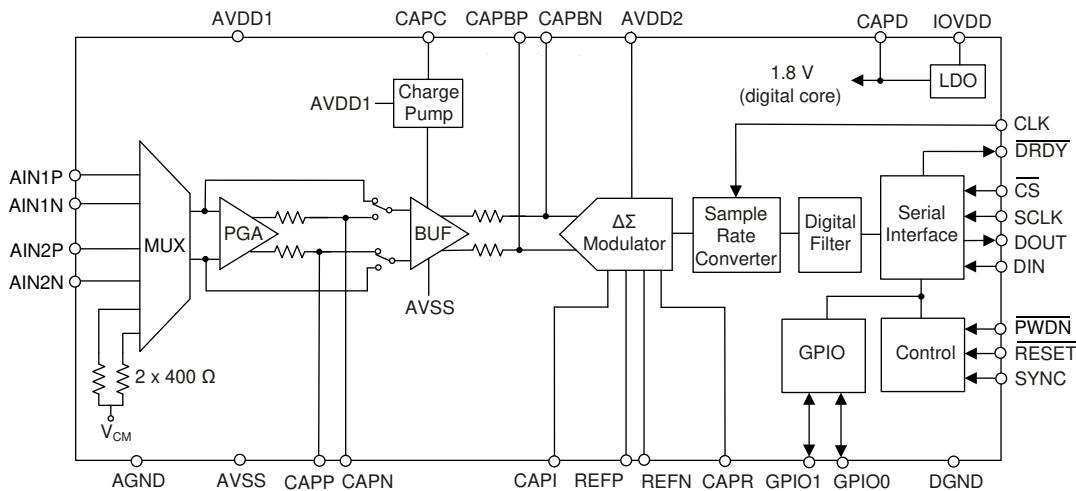 AVDD1
CAPC
CAPBP
CAPBN
AVDD2
CAPD
IOVDD
1.8 V
(digital core)
LDO
AVDD1
Charge
Pump
CLK
DRDY
AIN1P
AIN1N
AIN2P
AIN2N
MUX
PGA
BUF
ΔΣ
Modulator
Sample
Rate
Converter
Digital
Filter
Serial
Interface
CS
SCLK
DOUT
DIN
AVSS
2 x 400 Ω
VCM
GPIO
Control
PWDN
RESET
SYNC
AGND
AVSS
CAPP
CAPN
CAPI
REFP
REFN
CAPR
GPIO1
GPIO0
DGND